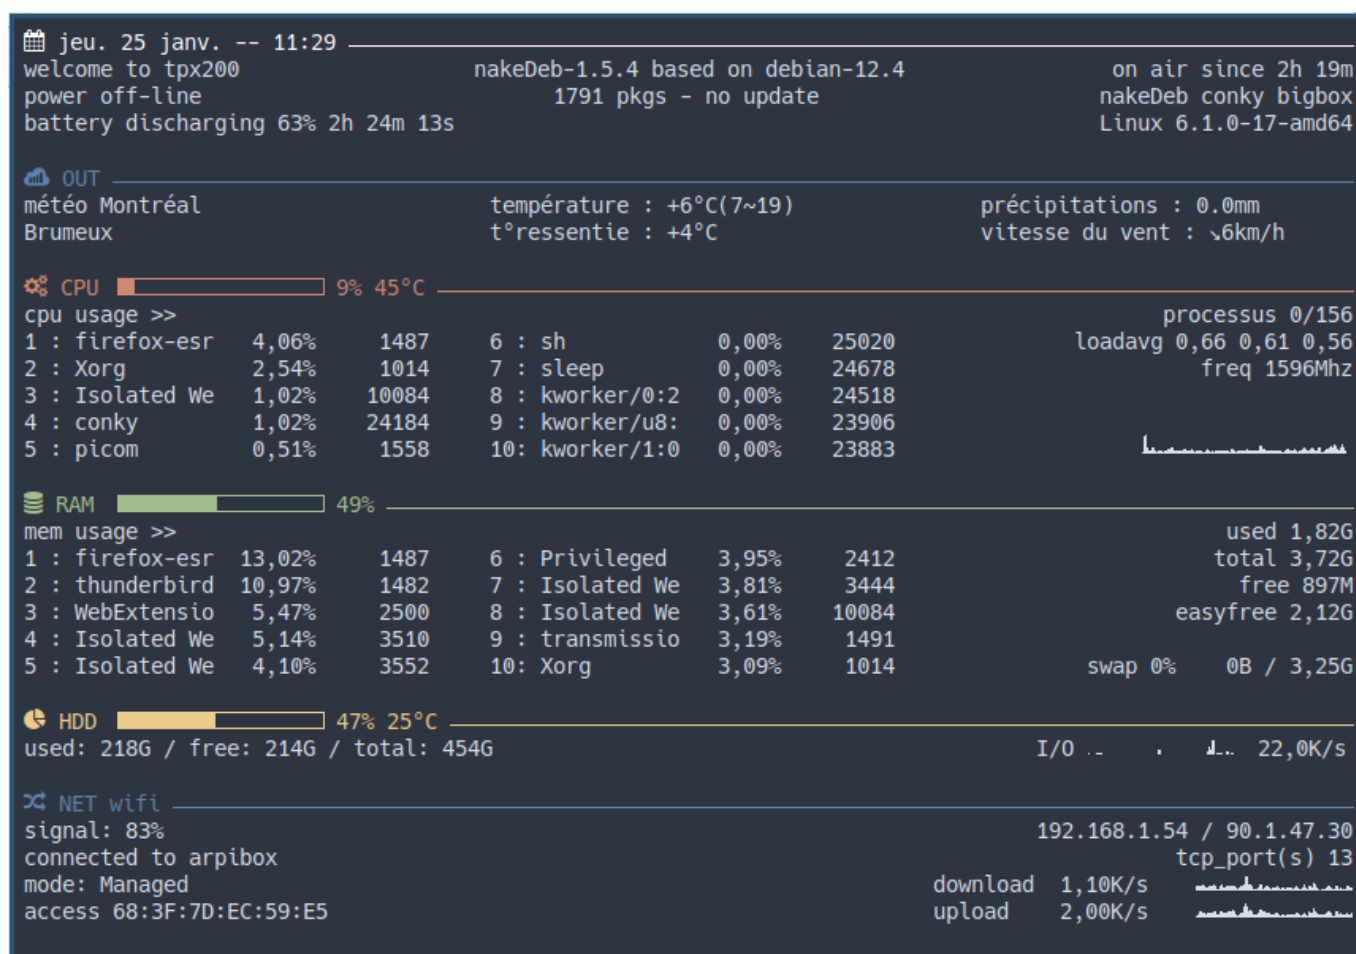 jeu. 25 janv. -- 11:29
welcome to tpx200 nakeDeb-1.5.4 based on debian-12.4 on air since 2h 19m
power off-line 1791 pkgs - no update nakeDeb conky bigbox
battery discharging 63% 2h 24m 13s Linux 6.1.0-17-amd64
OUT
météo Montréal température : +6°C(7~19) précipitations : 0.0mm
Brumeux t°ressentie : +4°C vitesse du vent : ↘6km/h
CPU 9% 45°C
cpu usage >> processus 0/156
1 : firefox-esr 4,06% 1487 6 : sh 0,00% 25020 loadavg 0,66 0,61 0,56
2 : Xorg 2,54% 1014 7 : sleep 0,00% 24678 freq 1596Mhz
3 : Isolated We 1,02% 10084 8 : kworker/0:2 0,00% 24518
4 : conky 1,02% 24184 9 : kworker/u8: 0,00% 23906
5 : picom 0,51% 1558 10: kworker/1:0 0,00% 23883
RAM 49%
mem usage >> used 1,82G
1 : firefox-esr 13,02% 1487 6 : Privileged 3,95% 2412 total 3,72G
2 : thunderbird 10,97% 1482 7 : Isolated We 3,81% 3444 free 897M
3 : WebExtensio 5,47% 2500 8 : Isolated We 3,61% 10084 easyfree 2,12G
4 : Isolated We 5,14% 3510 9 : transmissio 3,19% 1491
5 : Isolated We 4,10% 3552 10: Xorg 3,09% 1014 swap 0% 0B / 3,25G
HDD 47% 25°C
used: 218G / free: 214G / total: 454G I/O 22,0K/s
NET wifi
signal: 83% 192.168.1.54 / 90.1.47.30
connected to arpibox tcp_port(s) 13
mode: Managed download 1,10K/s
access 68:3F:7D:EC:59:E5 upload 2,00K/s